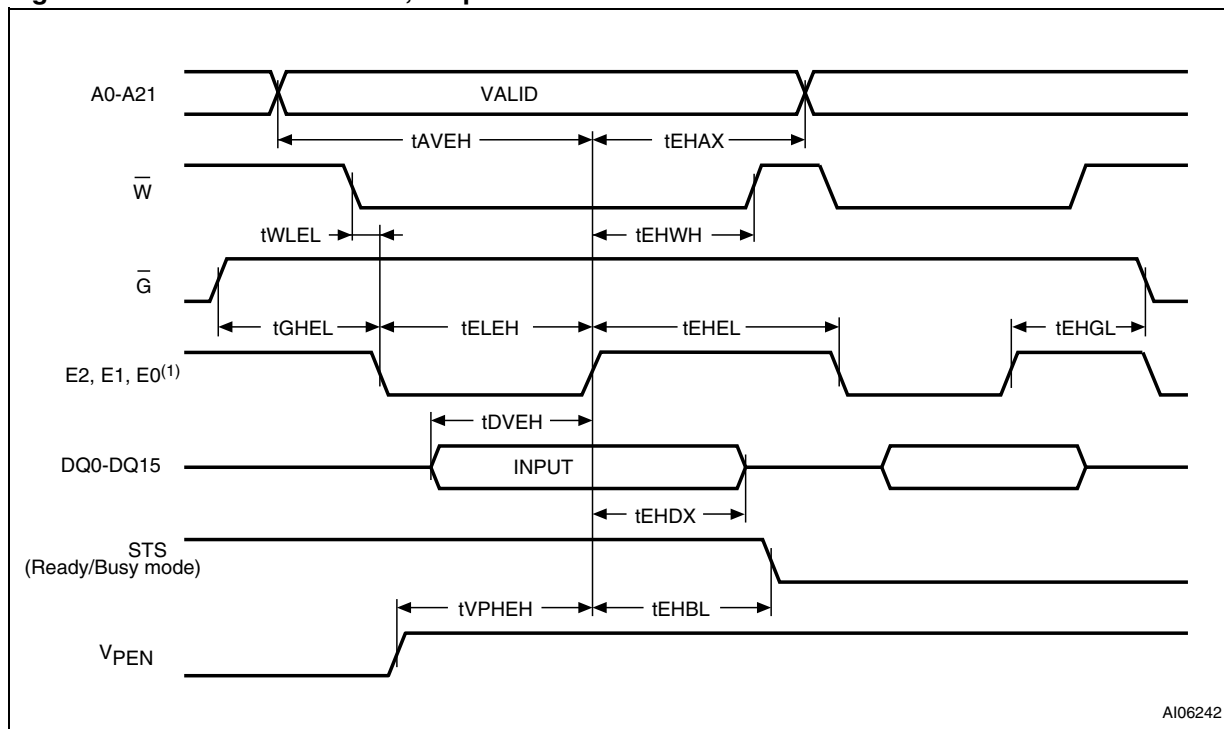 A0-A21
VALID
tAVEH
tEHAX
W
tWLEL
tEHWH
G
tGHEL
tELEH
tEHEL
tEHGL
E2, E1, E0(1)
tDVEH
DQ0-DQ15
INPUT
tEHDX
STS
(Ready/Busy mode)
tVPHEH
tEHBL
VPEN
AI06242